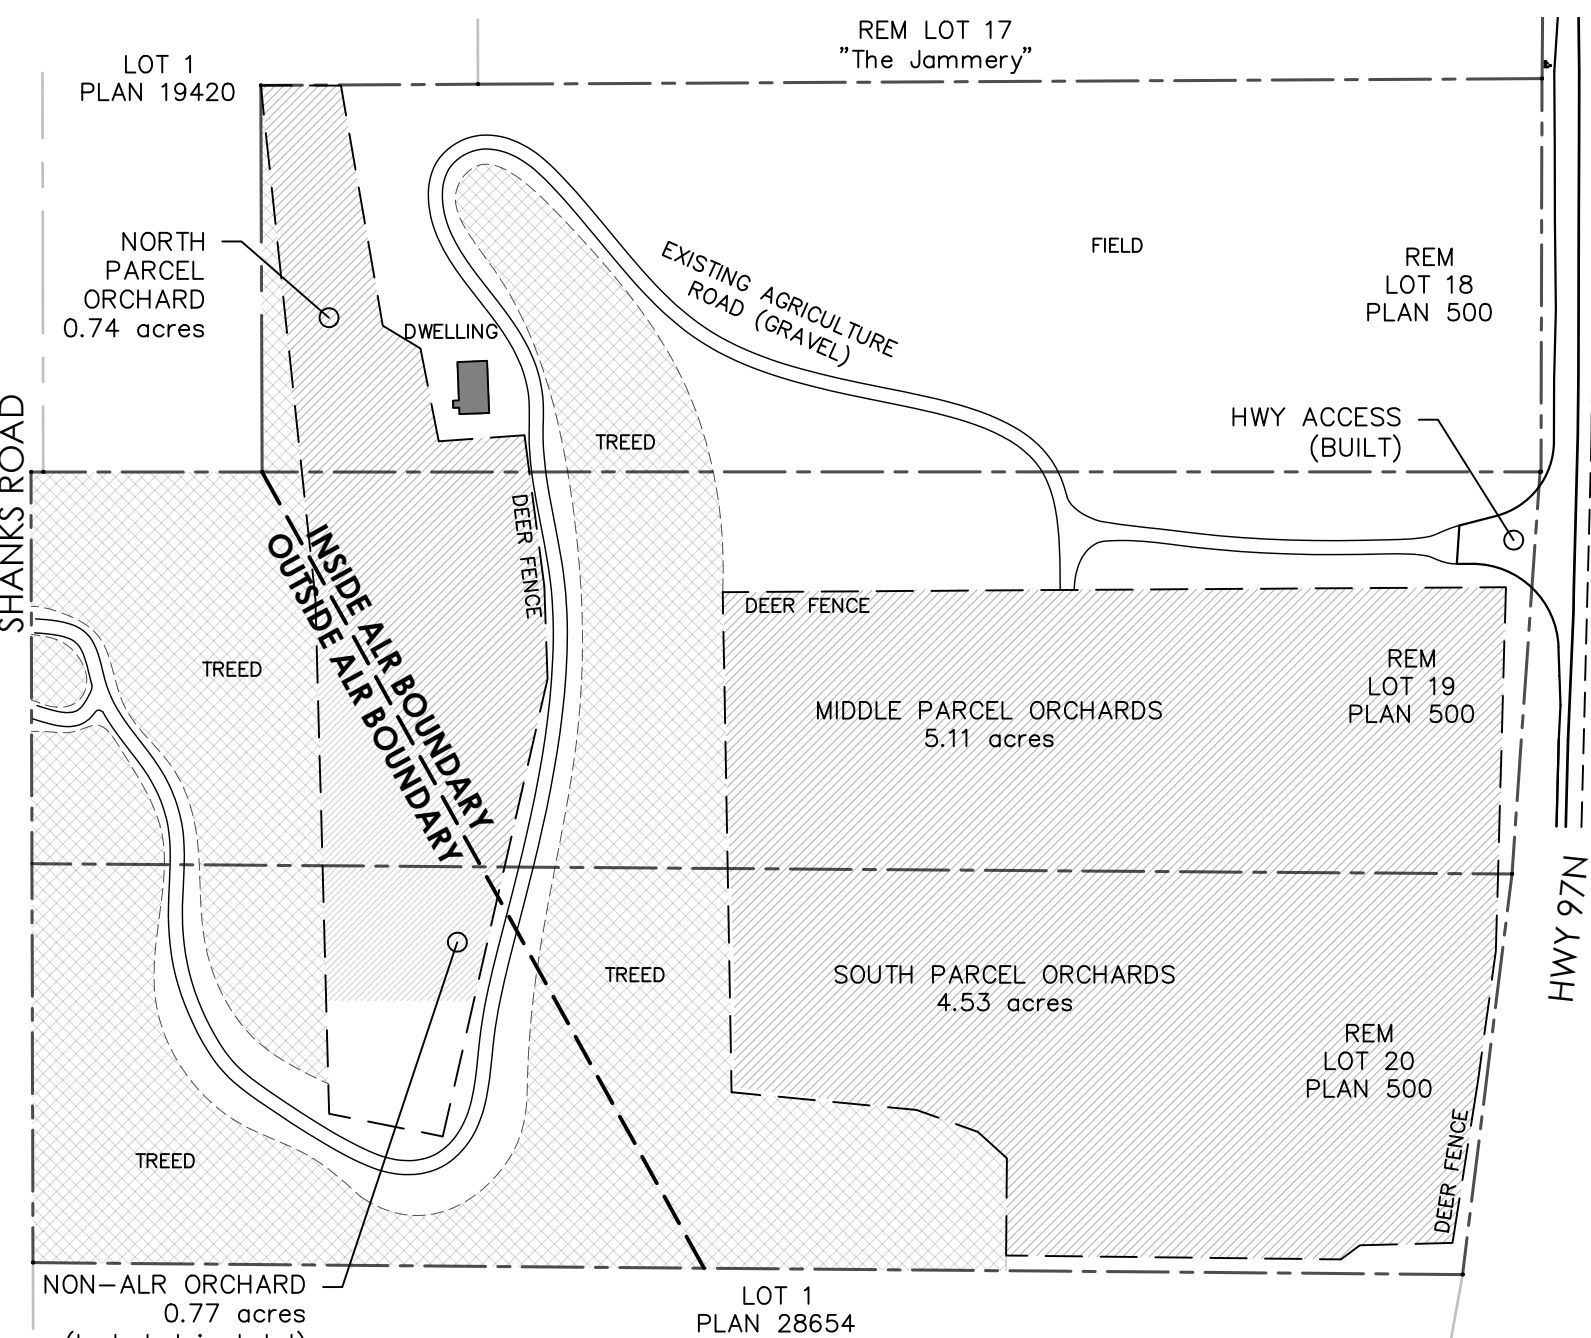 REM LOT 17
"The Jammery"
LOT 1
PLAN 19420
NORTH
PARCEL
ORCHARD
0.74 acres
DWELLING
EXISTING AGRICULTURE
ROAD (GRAVEL)
FIELD
REM
LOT 18
PLAN 500
HWY ACCESS
(BUILT)
SHANKS ROAD
TREED
DEER FENCE
INSIDE ALR BOUNDARY
OUTSIDE ALR BOUNDARY
DEER FENCE
TREED
MIDDLE PARCEL ORCHARDS
5.11 acres
REM
LOT 19
PLAN 500
HWY 97N
TREED
SOUTH PARCEL ORCHARDS
4.53 acres
REM
LOT 20
PLAN 500
DEER FENCE
TREED
NON-ALR ORCHARD
0.77 acres
LOT 1
PLAN 28654